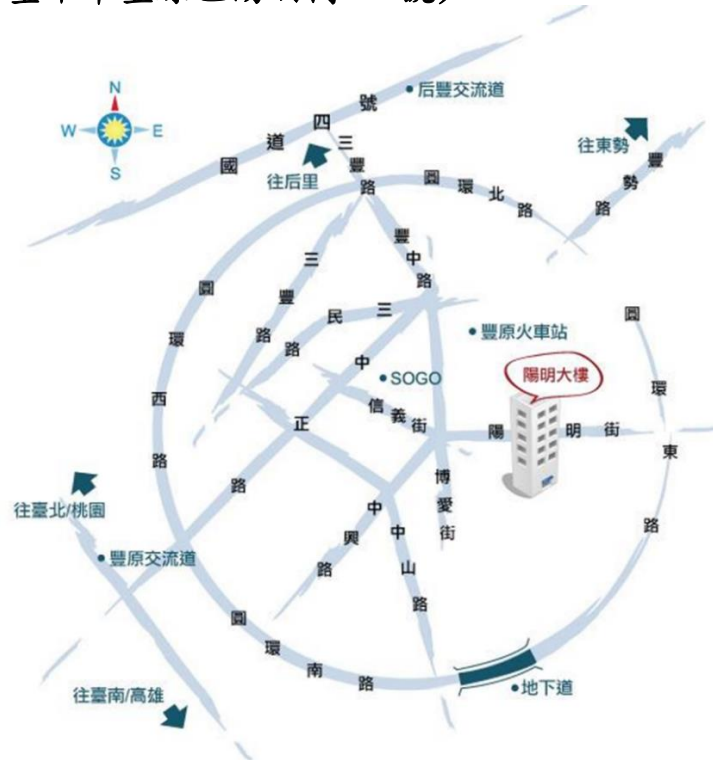 N
W
E
S
后豐交流道
國道四號
往后里
三豐路
圓環北路
往東勢
豐勢路
豐中路
三豐路
三民路
圓環西路
豐原火車站
SOGO
陽明大樓
圓環東路
中正路
信義街
陽明街
博愛街
往臺北/桃園
豐原交流道
中興路
中山路
圓環南路
往臺南/高雄
地下道